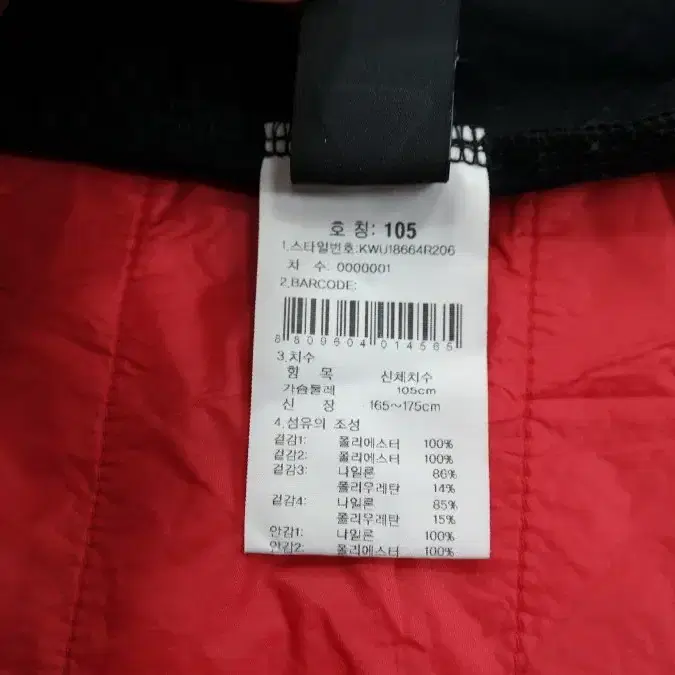 호 칭: 105
1.스타일번호:KWU18664R206
차 수: 0000001
2.BARCODE:
8 809604 014565
3.치수
항 목 신체치수
가슴둘레 105cm
신 장 165~175cm
4.섬유의 조성
겉감1: 폴리에스터 100%
겉감2: 폴리에스터 100%
겉감3: 나일론 86%
폴리우레탄 14%
겉감4: 나일론 85%
폴리우레탄 15%
안감1: 나일론 100%
안감2: 폴리에스터 100%